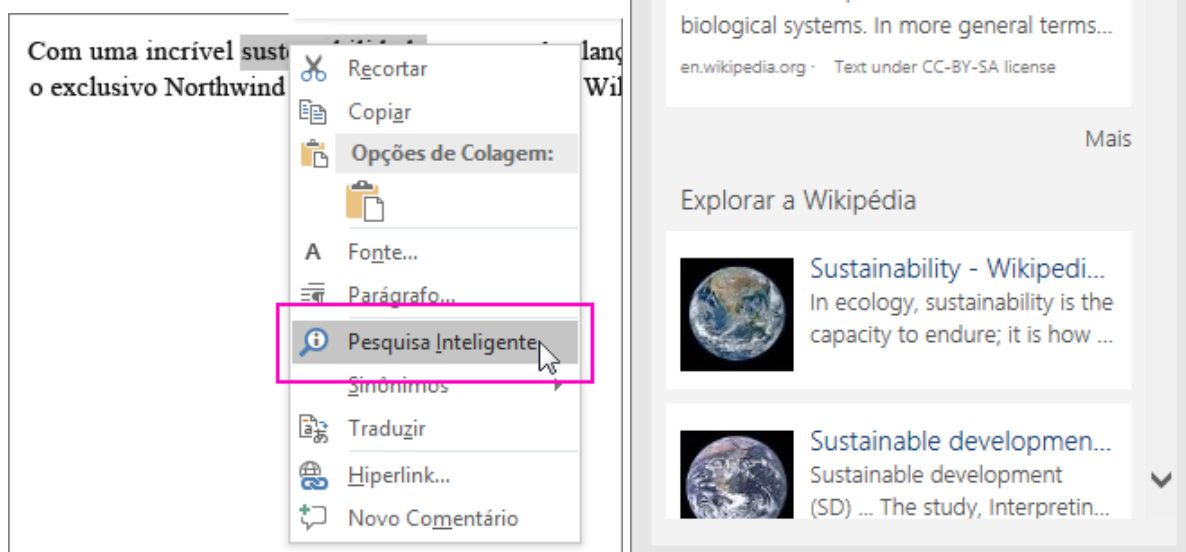 Com uma incrível
o exclusivo Northwind
Recortar
Copiar
Opções de Colagem:
A Fonte...
Parágrafo...
Pesquisa Inteligente
Sinônimos
Traduzir
Hiperlink...
Novo Comentário
biological systems. In more general terms...
en.wikipedia.org · Text under CC-BY-SA license
Mais
Explorar a Wikipédia
Sustainability - Wikipedi...
In ecology, sustainability is the
capacity to endure; it is how ...
Sustainable developmen...
Sustainable development
(SD) ... The study, Interpretin...